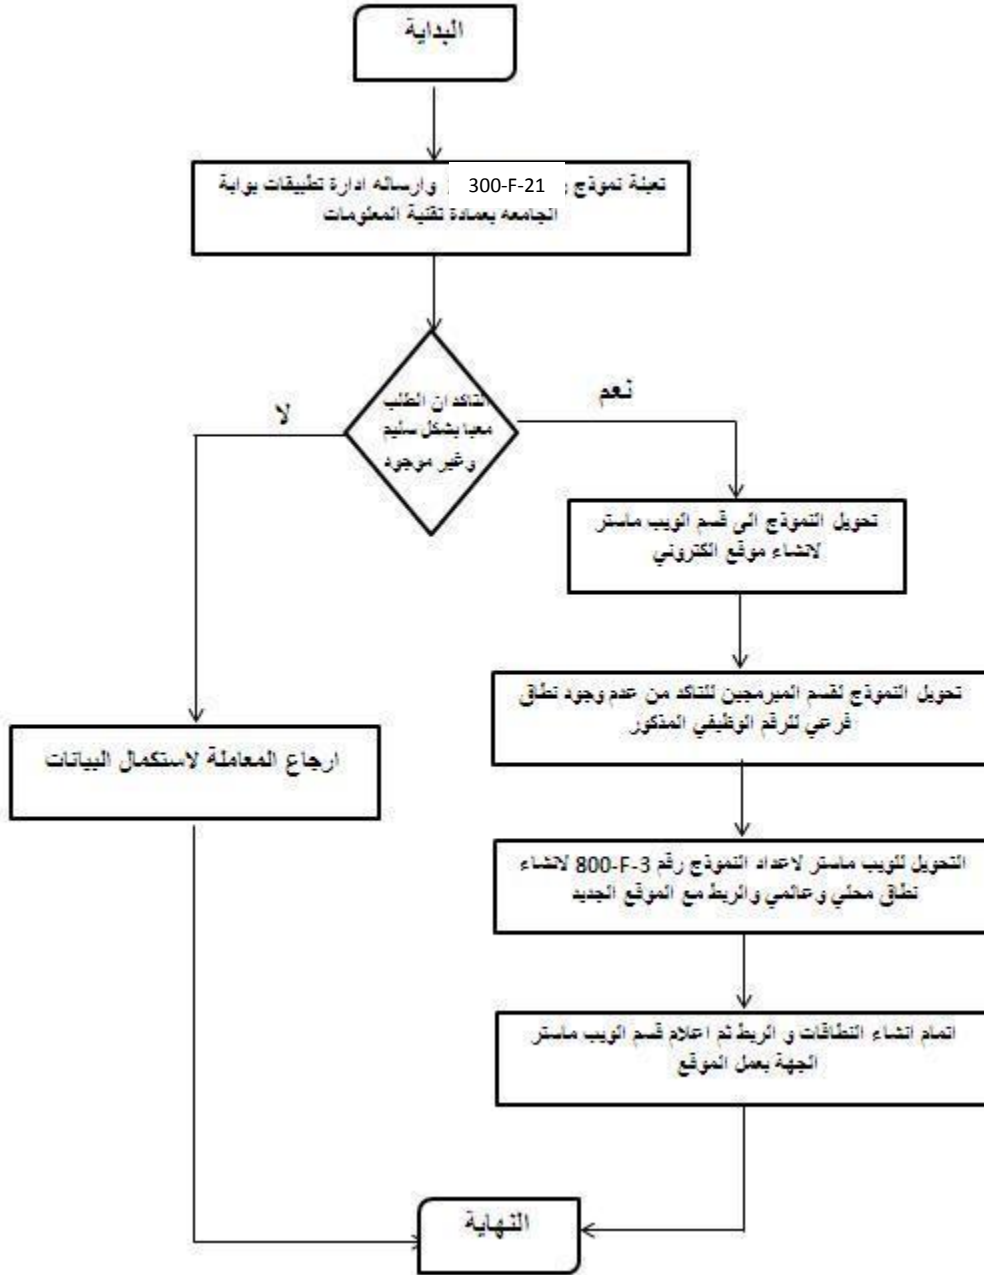 البداية
تعبئة نموذج 300-F-21 وارساله ادارة تطبيقات بوابة
الجامعه بعمادة تقنية المعلومات
التاكد ان الطلب
معبا بشكل سليم
وغير موجود
نعم
لا
تحويل النموذج الى قسم الويب ماستر
لانشاء موقع الكتروني
تحويل النموذج لقسم المبرمجين للتاكد من عدم وجود نطاق
فرعي للرقم الوظيفي المذكور
ارجاع المعاملة لاستكمال البيانات
التحويل للويب ماستر لاعداد النموذج رقم 800-F-3 لانشاء
نطاق محلي وعالمي والربط مع الموقع الجديد
اتمام انشاء النطاقات و الربط ثم اعلام قسم الويب ماستر
الجهة بعمل الموقع
النهاية